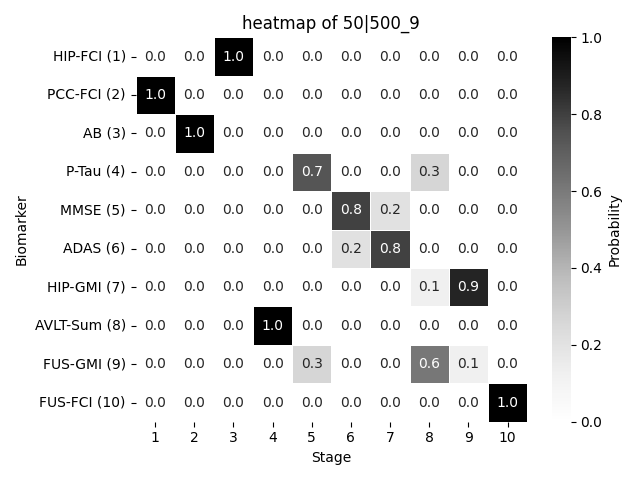 heatmap of 50|500_9
HIP-FCI (1) 0.0 0.0 1.0 0.0 0.0 0.0 0.0 0.0 0.0 0.0
PCC-FCI (2) 1.0 0.0 0.0 0.0 0.0 0.0 0.0 0.0 0.0 0.0
AB (3) 0.0 1.0 0.0 0.0 0.0 0.0 0.0 0.0 0.0 0.0
P-Tau (4) 0.0 0.0 0.0 0.0 0.7 0.0 0.0 0.3 0.0 0.0
MMSE (5) 0.0 0.0 0.0 0.0 0.0 0.8 0.2 0.0 0.0 0.0
ADAS (6) 0.0 0.0 0.0 0.0 0.0 0.2 0.8 0.0 0.0 0.0
HIP-GMI (7) 0.0 0.0 0.0 0.0 0.0 0.0 0.0 0.1 0.9 0.0
AVLT-Sum (8) 0.0 0.0 0.0 1.0 0.0 0.0 0.0 0.0 0.0 0.0
FUS-GMI (9) 0.0 0.0 0.0 0.0 0.3 0.0 0.0 0.6 0.1 0.0
FUS-FCI (10) 0.0 0.0 0.0 0.0 0.0 0.0 0.0 0.0 0.0 1.0
1 2 3 4 5 6 7 8 9 10
Stage
Biomarker
1.0
0.8
0.6
0.4
0.2
0.0
Probability